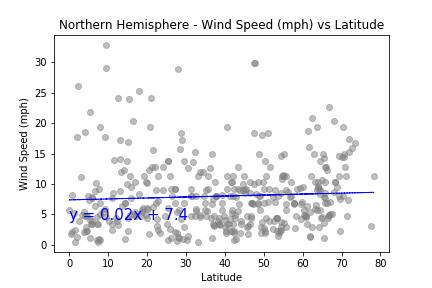 Northern Hemisphere - Wind Speed (mph) vs Latitude
Wind Speed (mph)
35
30
25
20
15
10
5
0
y = 0.02x + 7.4
0 10 20 30 40 50 60 70 80
Latitude